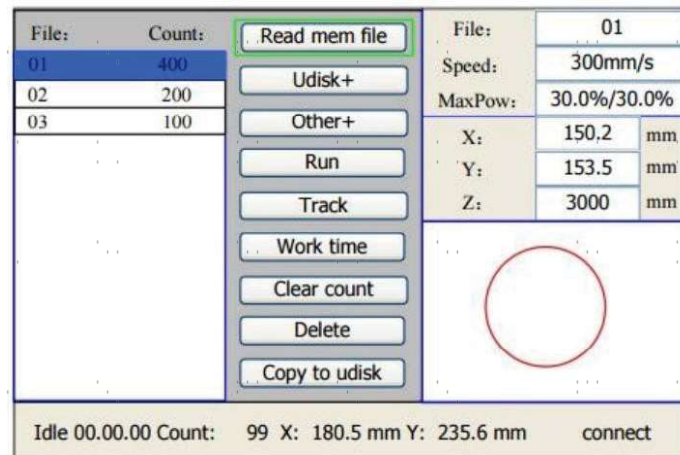 File: Count:
01 400
02 200
03 100
Read mem file
Udisk+
Other+
Run
Track
Work time
Clear count
Delete
Copy to udisk
File: 01
Speed: 300mm/s
MaxPow: 30.0%/30.0%
X: 150.2 mm
Y: 153.5 mm
Z: 3000 mm
Idle 00.00.00 Count: 99 X: 180.5 mm Y: 235.6 mm connect